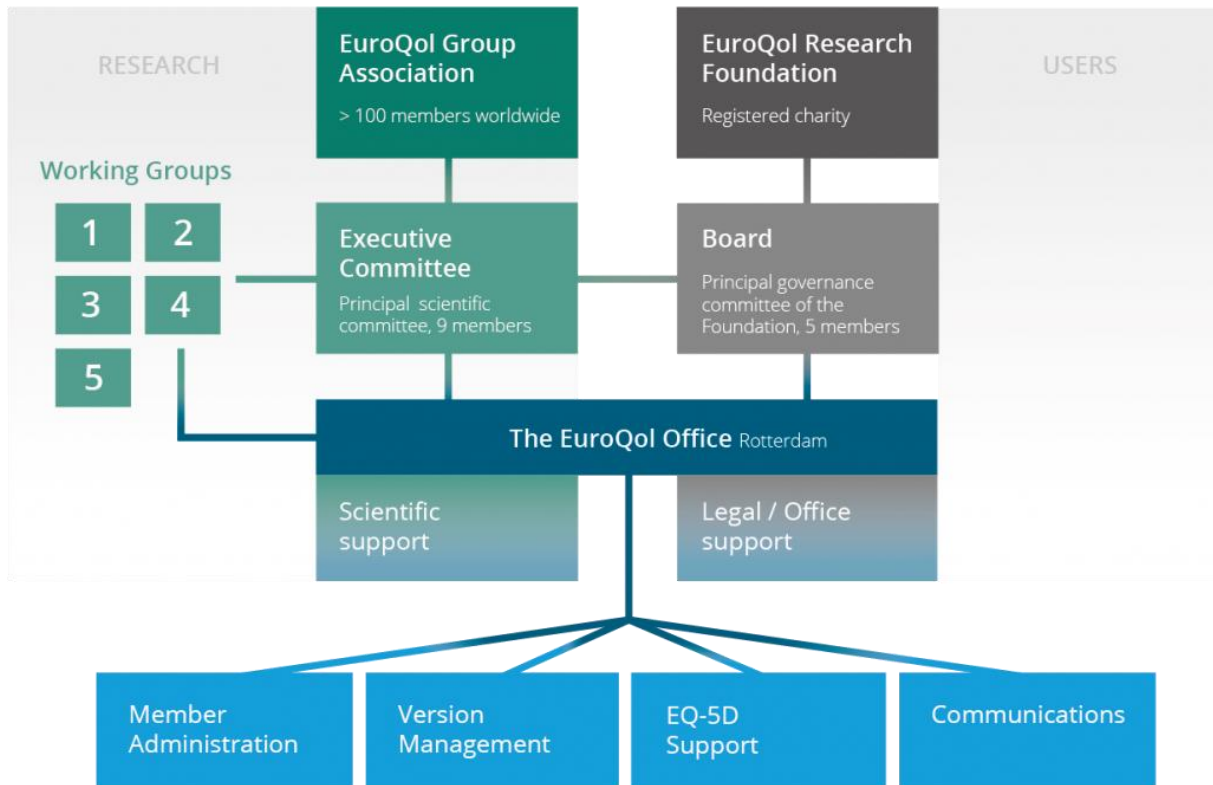 RESEARCH
EuroQol Group
Association
> 100 members worldwide
EuroQol Research
Foundation
Registered charity
USERS
Working Groups
1
2
3
4
5
Executive
Committee
Principal scientific
committee, 9 members
Board
Principal governance
committee of the
Foundation, 5 members
The EuroQol Office Rotterdam
Scientific
support
Legal / Office
support
Member
Administration
Version
Management
EQ-5D
Support
Communications